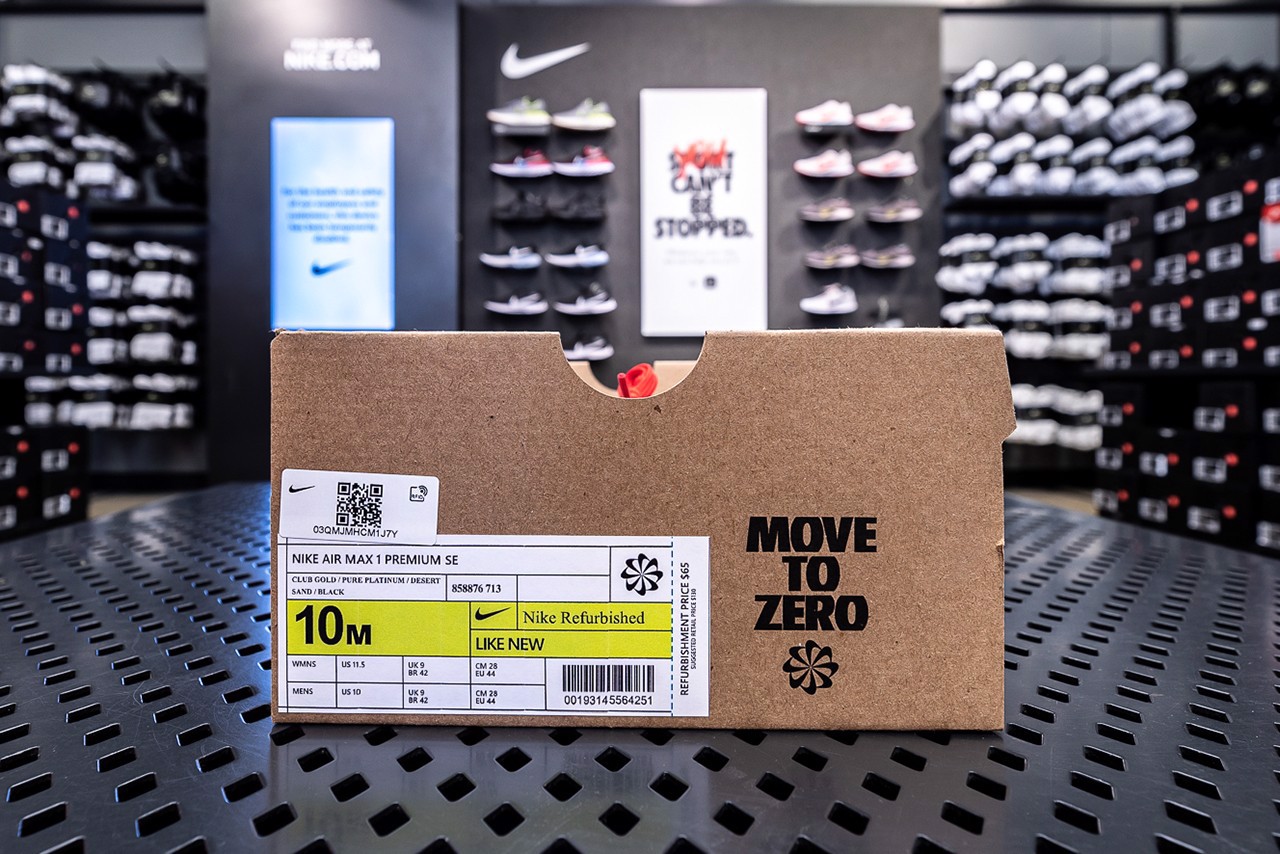 NIKE.COM
YOU
CAN'T
BE
STOPPED.
RFID
03QMJMHCM1J7Y
NIKE AIR MAX 1 PREMIUM SE
CLUB GOLD / PURE PLATINUM / DESERT
SAND / BLACK
858876 713
10M
Nike Refurbished
LIKE NEW
WMNS
US 11.5
UK 9
BR 42
CM 28
EU 44
MENS
US 10
UK 9
BR 42
CM 28
EU 44
00193145564251
REFURBISHMENT PRICE $65
SUGGESTED RETAIL PRICE $130
MOVE
TO
ZERO